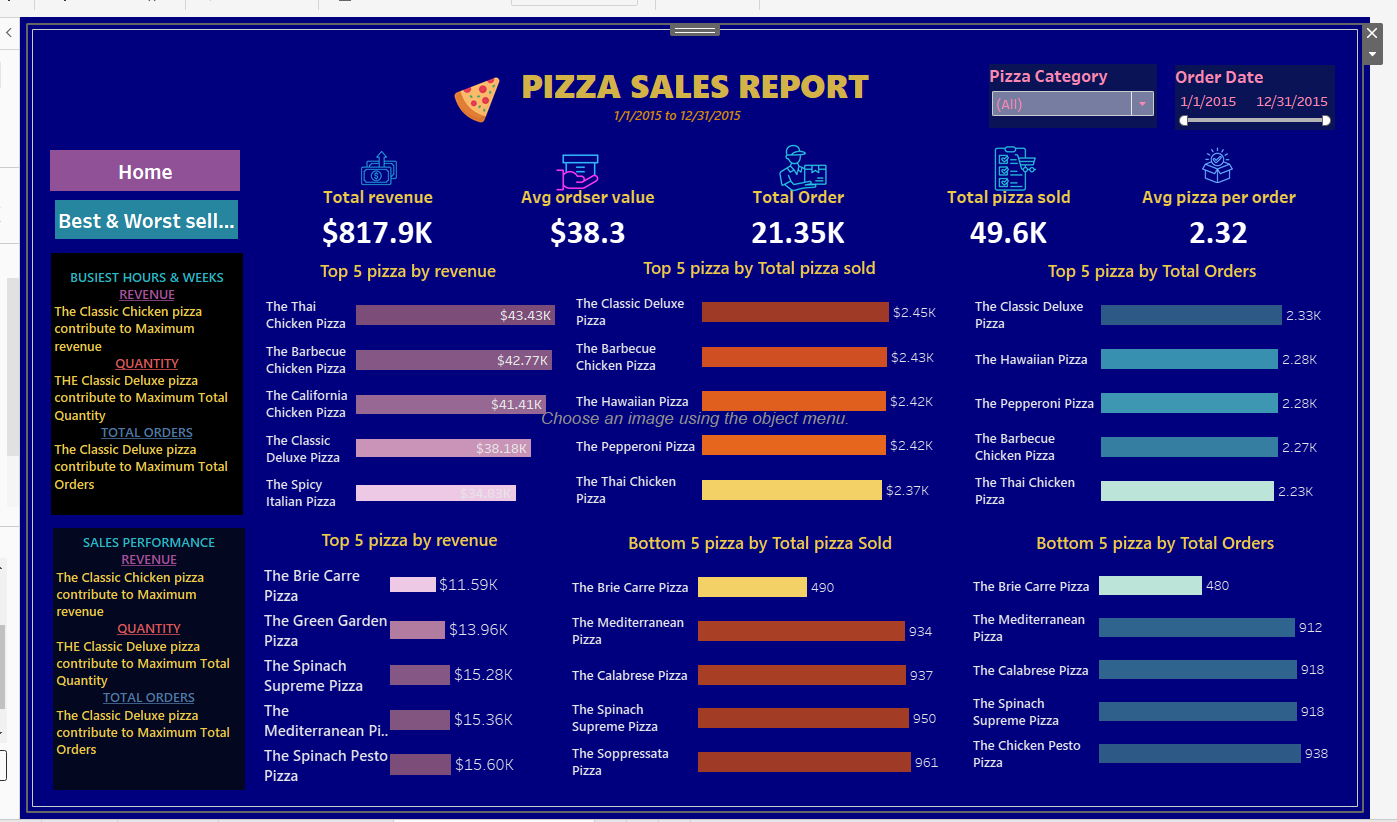 PIZZA SALES REPORT
1/1/2015 to 12/31/2015
Pizza Category
(All)
Order Date
1/1/2015 12/31/2015
Home
Best & Worst sell...
Total revenue
$817.9K
Avg ordser value
$38.3
Total Order
21.35K
Total pizza sold
49.6K
Avg pizza per order
2.32
BUSIEST HOURS & WEEKS
REVENUE
The Classic Chicken pizza
contribute to Maximum
revenue
QUANTITY
THE Classic Deluxe pizza
contribute to Maximum Total
Quantity
TOTAL ORDERS
The Classic Deluxe pizza
contribute to Maximum Total
Orders
SALES PERFORMANCE
REVENUE
The Classic Chicken pizza
contribute to Maximum
revenue
QUANTITY
THE Classic Deluxe pizza
contribute to Maximum Total
Quantity
TOTAL ORDERS
The Classic Deluxe pizza
contribute to Maximum Total
Orders
Top 5 pizza by revenue
The Thai
Chicken Pizza
$43.43K
The Barbecue
Chicken Pizza
$42.77K
The California
Chicken Pizza
$41.41K
The Classic
Deluxe Pizza
$38.18K
The Spicy
Italian Pizza
$34.83K
Top 5 pizza by Total pizza sold
The Classic Deluxe
Pizza
$2.45K
The Barbecue
Chicken Pizza
$2.43K
The Hawaiian Pizza
$2.42K
Choose an image using the object menu.
The Pepperoni Pizza
$2.42K
The Thai Chicken
Pizza
$2.37K
Top 5 pizza by Total Orders
The Classic Deluxe
Pizza
2.33K
The Hawaiian Pizza
2.28K
The Pepperoni Pizza
2.28K
The Barbecue
Chicken Pizza
2.27K
The Thai Chicken
Pizza
2.23K
Top 5 pizza by revenue
The Brie Carre
Pizza
$11.59K
The Green Garden
Pizza
$13.96K
The Spinach
Supreme Pizza
$15.28K
The
Mediterranean Pi..
$15.36K
The Spinach Pesto
Pizza
$15.60K
Bottom 5 pizza by Total pizza Sold
The Brie Carre Pizza
490
The Mediterranean
Pizza
934
The Calabrese Pizza
937
The Spinach
Supreme Pizza
950
The Soppressata
Pizza
961
Bottom 5 pizza by Total Orders
The Brie Carre Pizza
480
The Mediterranean
Pizza
912
The Calabrese Pizza
918
The Spinach
Supreme Pizza
918
The Chicken Pesto
Pizza
938